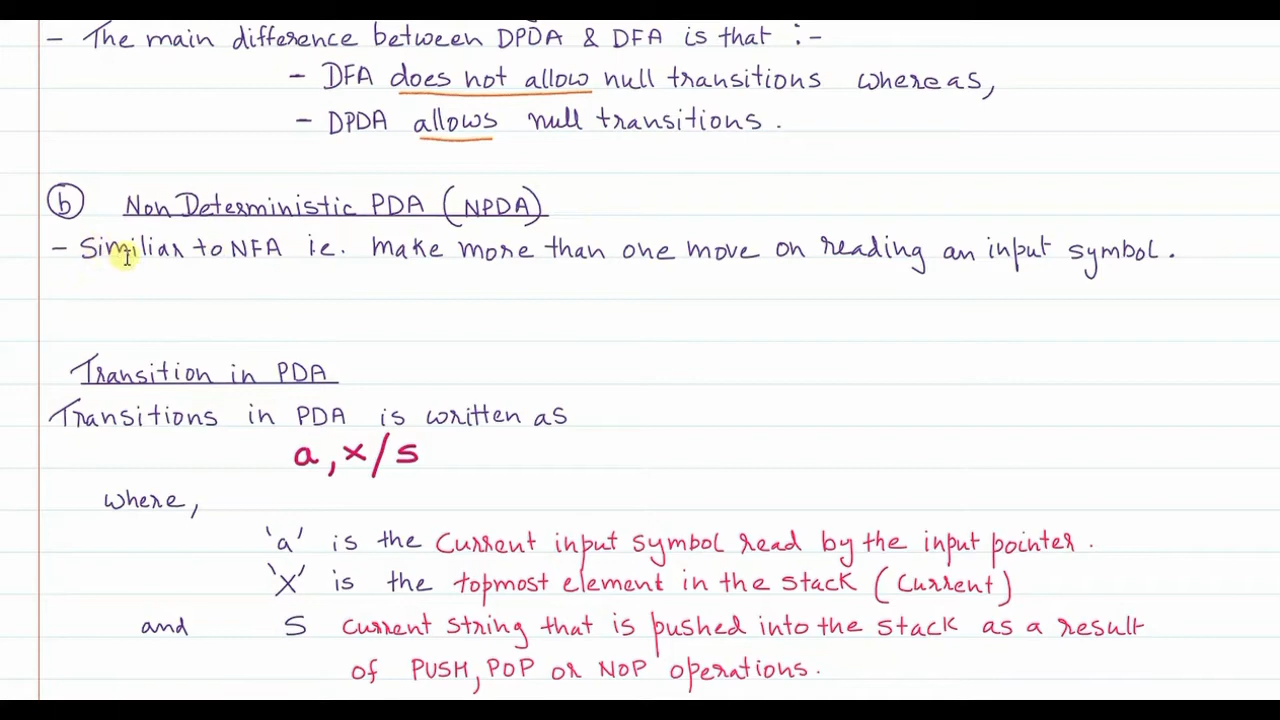 - The main difference between DPDA & DFA is that :-
- DFA does not allow null transitions whereas,
- DPDA allows null transitions.
b Non Deterministic PDA (NPDA)
- Similiar to NFA ie. make more than one move on reading an input symbol.
Transition in PDA
Transitions in PDA is written as
a, x/s
where,
'a' is the current input symbol read by the input pointer.
'X' is the topmost element in the stack (Current)
and S current string that is pushed into the stack as a result
of PUSH, POP or NOP operations.